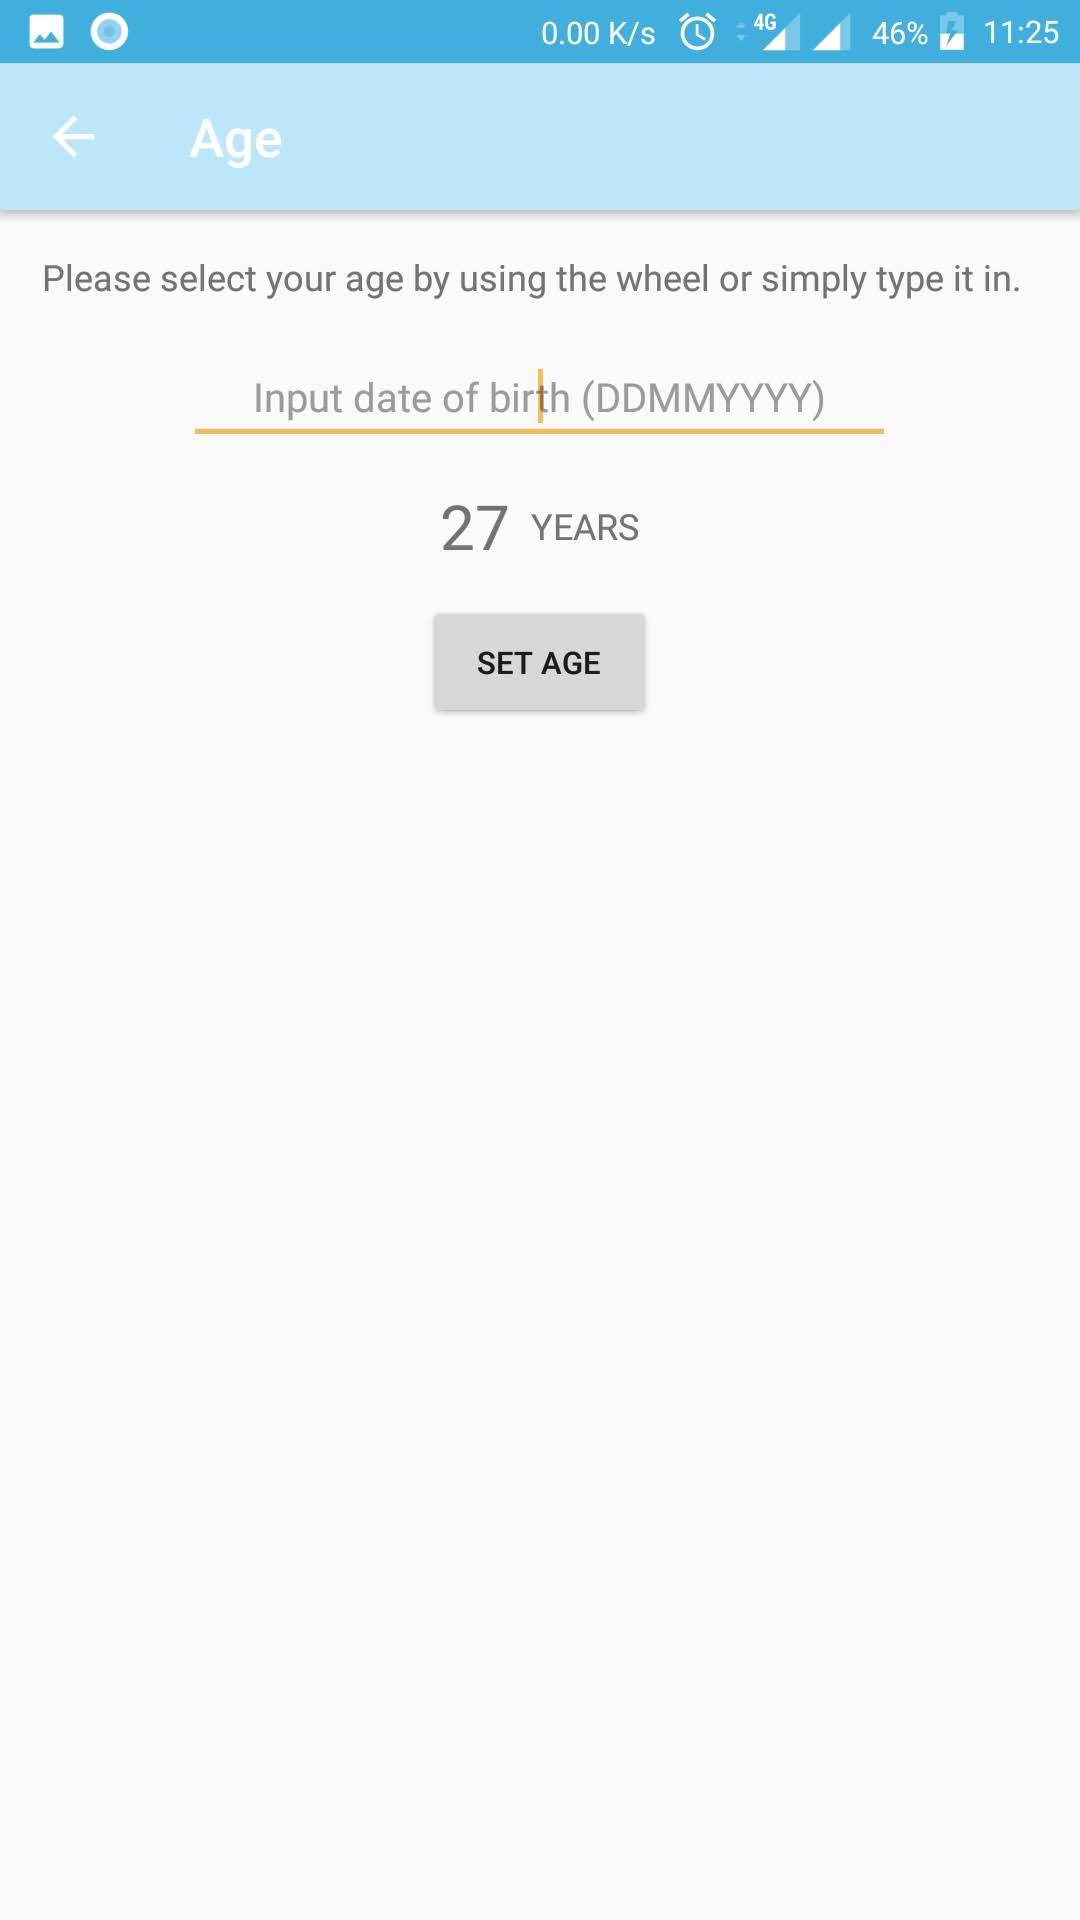 0.00 K/s 4G 46% 11:25
Age
Please select your age by using the wheel or simply type it in.
Input date of birth (DDMMYYYY)
27 YEARS
SET AGE